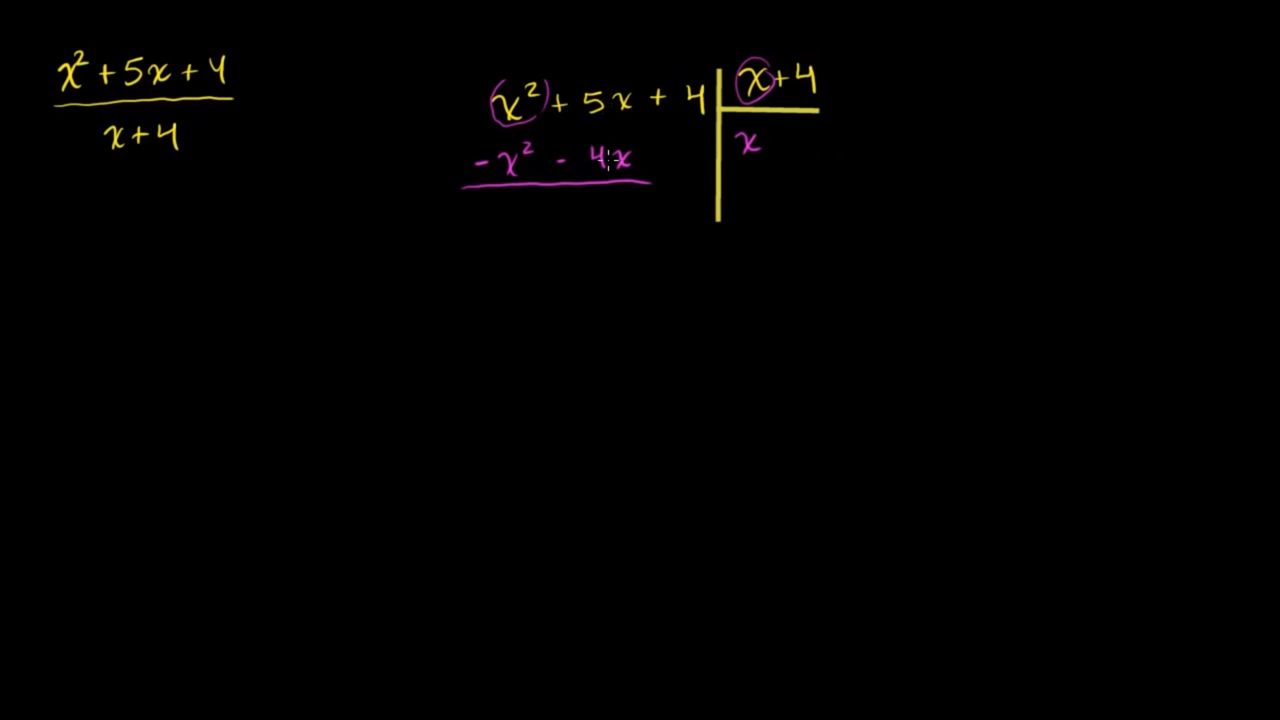 x² + 5x + 4
x + 4
x² + 5x + 4 | x + 4
- x² - 4x | x